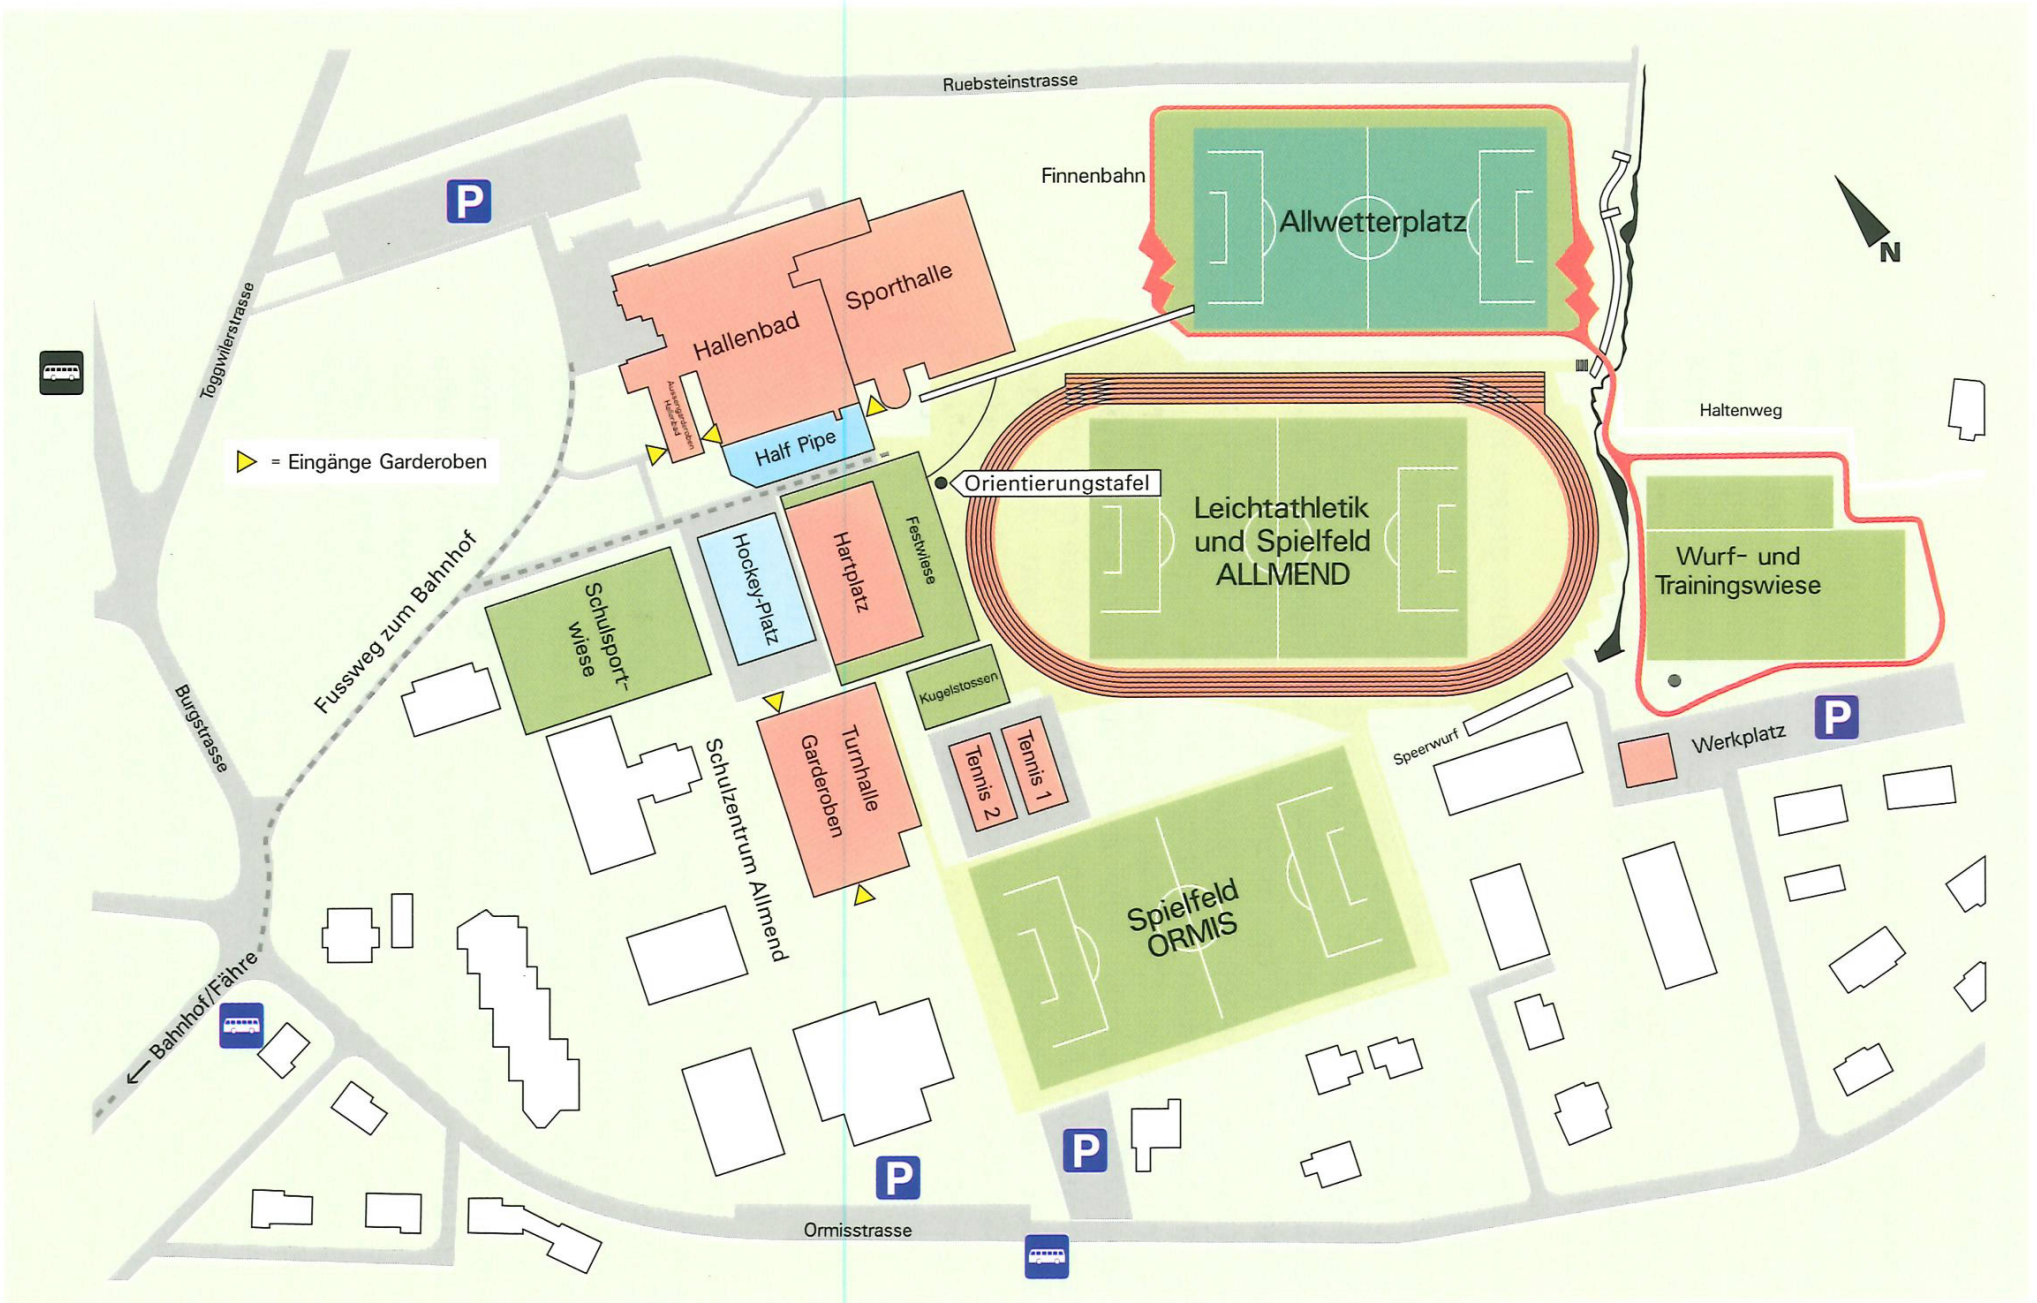 Ruebsteinstrasse
Finnenbahn
P
Allwetterplatz
N
Sporthalle
Hallenbad
Toggwilerstrasse
Aussengarderoben
Hallenbad
Haltenweg
Half Pipe
= Eingänge Garderoben
Orientierungstafel
Leichtathletik
und Spielfeld
ALLMEND
Festwiese
Hartplatz
Hockey-Platz
Wurf- und
Trainingswiese
Schulsport-
wiese
Fussweg zum Bahnhof
Kugelstossen
Burgstrasse
P
Werkplatz
Speerwurf
Turnhalle
Garderoben
Tennis 1
Tennis 2
Schulzentrum Allmend
Spielfeld
ORMIS
← Bahnhof/Fähre
P
P
Ormisstrasse